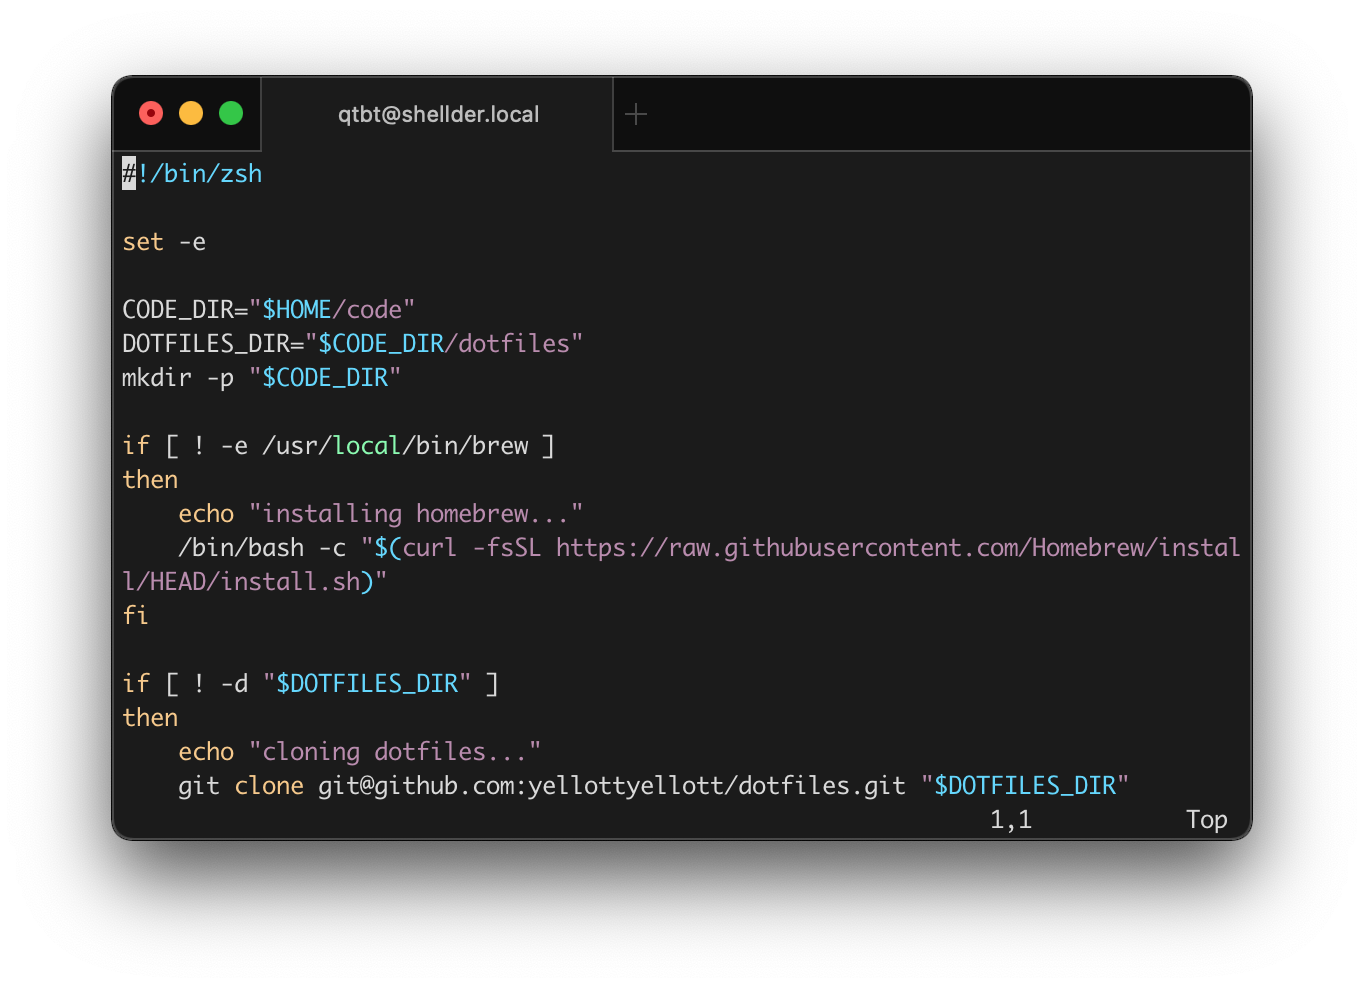 qtbt@shellder.local
#!/bin/zsh
set -e
CODE_DIR="$HOME/code"
DOTFILES_DIR="$CODE_DIR/dotfiles"
mkdir -p "$CODE_DIR"
if [ ! -e /usr/local/bin/brew ]
then
    echo "installing homebrew..."
    /bin/bash -c "$(curl -fsSL https://raw.githubusercontent.com/Homebrew/instal
l/HEAD/install.sh)"
fi
if [ ! -d "$DOTFILES_DIR" ]
then
    echo "cloning dotfiles..."
    git clone git@github.com:yellottyellott/dotfiles.git "$DOTFILES_DIR"
1,1 Top